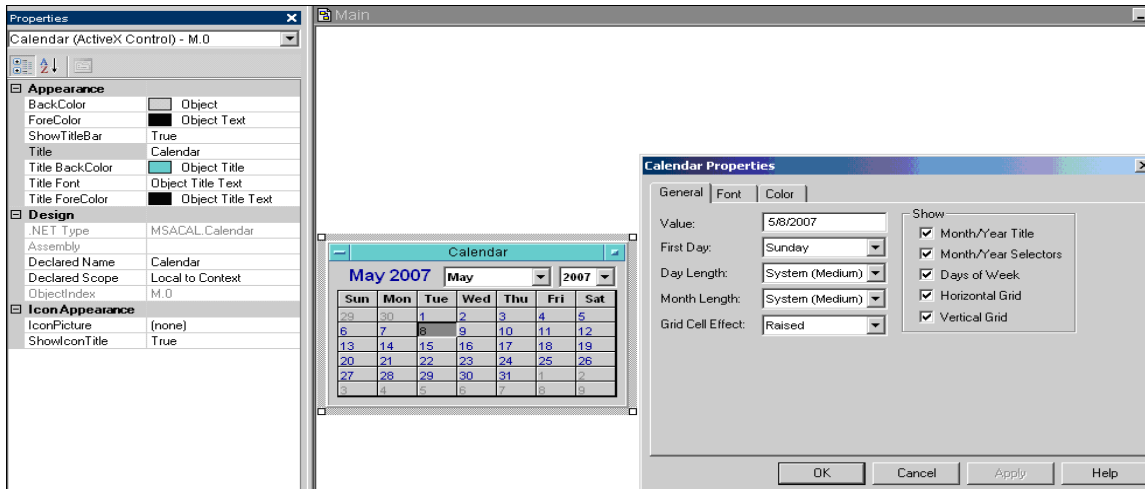 Properties
Calendar (ActiveX Control) - M.0
Appearance
BackColor Object
ForeColor Object Text
ShowTitleBar True
Title Calendar
Title BackColor Object Title
Title Font Object Title Text
Title ForeColor Object Title Text
Design
.NET Type MSACAL.Calendar
Assembly
Declared Name Calendar
Declared Scope Local to Context
ObjectIndex M.0
Icon Appearance
IconPicture (none)
ShowIconTitle True
Main
Calendar
May 2007 May 2007
Sun Mon Tue Wed Thu Fri Sat
29 30 1 2 3 4 5
6 7 8 9 10 11 12
13 14 15 16 17 18 19
20 21 22 23 24 25 26
27 28 29 30 31 1 2
3 4 5 6 7 8 9
Calendar Properties
General Font Color
Value: 5/8/2007
First Day: Sunday
Day Length: System (Medium)
Month Length: System (Medium)
Grid Cell Effect: Raised
Show
Month/Year Title
Month/Year Selectors
Days of Week
Horizontal Grid
Vertical Grid
OK Cancel Apply Help